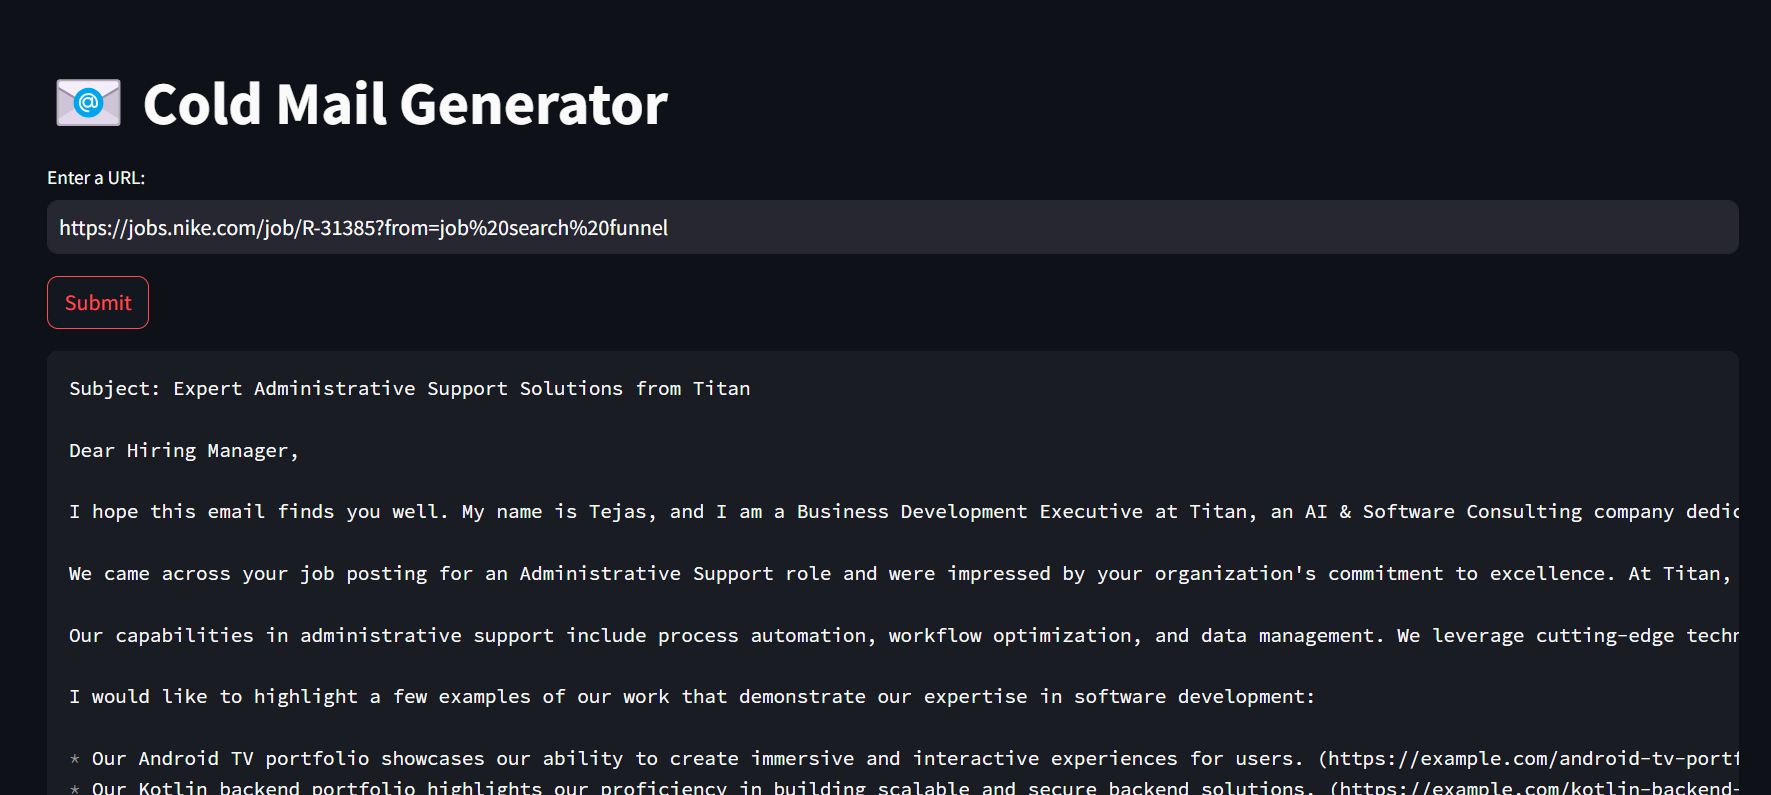 Cold Mail Generator
Enter a URL:
https://jobs.nike.com/job/R-31385?from=job%20search%20funnel
Submit
Subject: Expert Administrative Support Solutions from Titan
Dear Hiring Manager,
I hope this email finds you well. My name is Tejas, and I am a Business Development Executive at Titan, an AI & Software Consulting company dedic
We came across your job posting for an Administrative Support role and were impressed by your organization's commitment to excellence. At Titan,
Our capabilities in administrative support include process automation, workflow optimization, and data management. We leverage cutting-edge techn
I would like to highlight a few examples of our work that demonstrate our expertise in software development:
* Our Android TV portfolio showcases our ability to create immersive and interactive experiences for users. (https://example.com/android-tv-portf
* Our Kotlin backend portfolio highlights our proficiency in building scalable and secure backend solutions. (https://example.com/kotlin-backend-